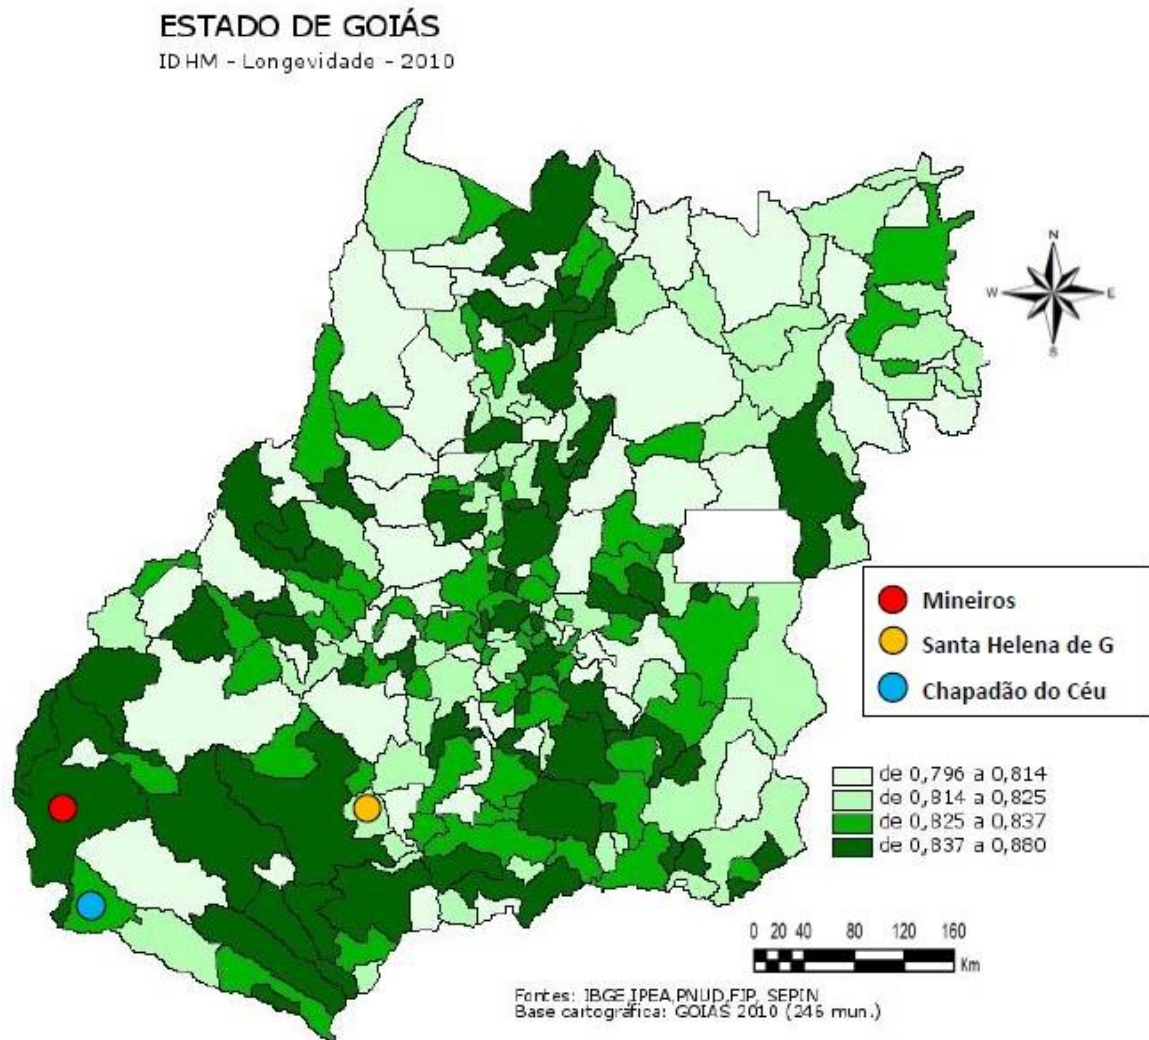 ESTADO DE GOIÁS
IDHM - Longevidade - 2010
N
W
E
S
Mineiros
Santa Helena de G
Chapadão do Céu
de 0,796 a 0,814
de 0,814 a 0,825
de 0,825 a 0,837
de 0,837 a 0,880
0 20 40 80 120 160
Km
Fontes: IBGE,IPEA,PNUD,FJP, SEPIN
Base cartográfica: GOIÁS 2010 (246 mun.)